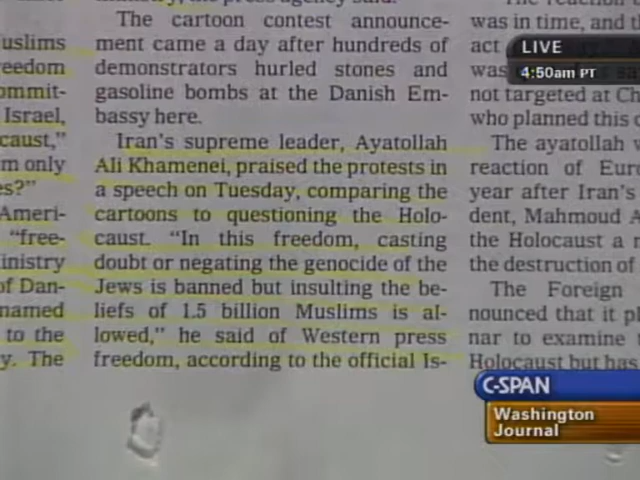 The cartoon contest announce-
ment came a day after hundreds of
demonstrators hurled stones and
gasoline bombs at the Danish Em-
bassy here.
Iran's supreme leader, Ayatollah
Ali Khamenei, praised the protests in
a speech on Tuesday, comparing the
cartoons to questioning the Holo-
caust. “In this freedom, casting
doubt or negating the genocide of the
Jews is banned but insulting the be-
liefs of 1.5 billion Muslims is al-
lowed,” he said of Western press
freedom, according to the official Is-
Israel,
caust,”
m only
es?”
Ameri-
“free-
inistry
of Dan-
named
to the
y. The
was in time, and
act
was
not targeted at
who planned this
The ayatollah
reaction of
year after Iran's
dent, Mahmoud
the Holocaust a
the destruction of
The Foreign
nounced that it
nar to examine
Holocaust but has
LIVE
4:50am PT
C-SPAN
Washington
Journal